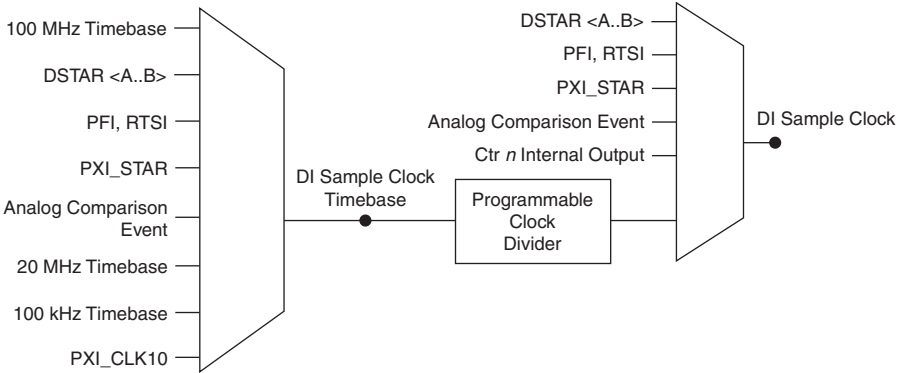 100 MHz Timebase
DSTAR <A..B>
PFI, RTSI
PXI_STAR
Analog Comparison
Event
20 MHz Timebase
100 kHz Timebase
PXI_CLK10
DI Sample Clock
Timebase
Programmable
Clock
Divider
DSTAR <A..B>
PFI, RTSI
PXI_STAR
Analog Comparison Event
Ctr n Internal Output
DI Sample Clock